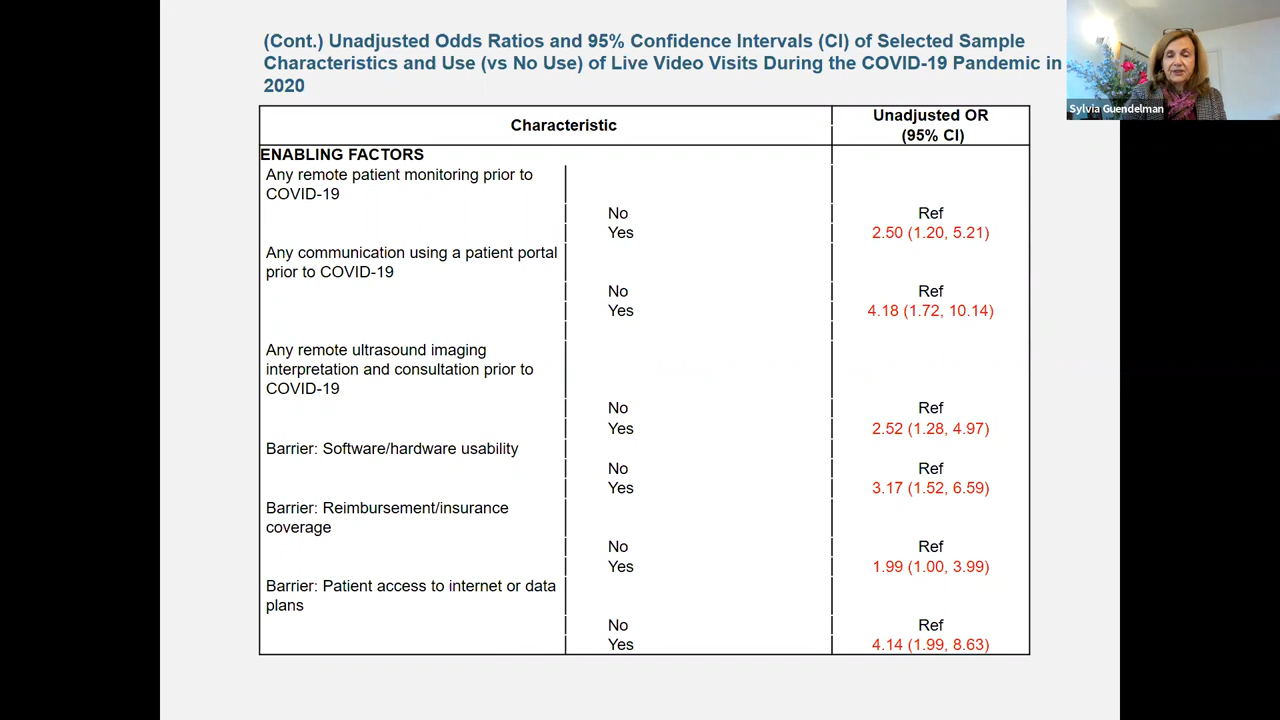 (Cont.) Unadjusted Odds Ratios and 95% Confidence Intervals (CI) of Selected Sample
Characteristics and Use (vs No Use) of Live Video Visits During the COVID-19 Pandemic in
2020
Sylvia Guendelman
Characteristic
Unadjusted OR
(95% CI)
ENABLING FACTORS
Any remote patient monitoring prior to
COVID-19
No Ref
Yes 2.50 (1.20, 5.21)
Any communication using a patient portal
prior to COVID-19
No Ref
Yes 4.18 (1.72, 10.14)
Any remote ultrasound imaging
interpretation and consultation prior to
COVID-19
No Ref
Yes 2.52 (1.28, 4.97)
Barrier: Software/hardware usability
No Ref
Yes 3.17 (1.52, 6.59)
Barrier: Reimbursement/insurance
coverage
No Ref
Yes 1.99 (1.00, 3.99)
Barrier: Patient access to internet or data
plans
No Ref
Yes 4.14 (1.99, 8.63)